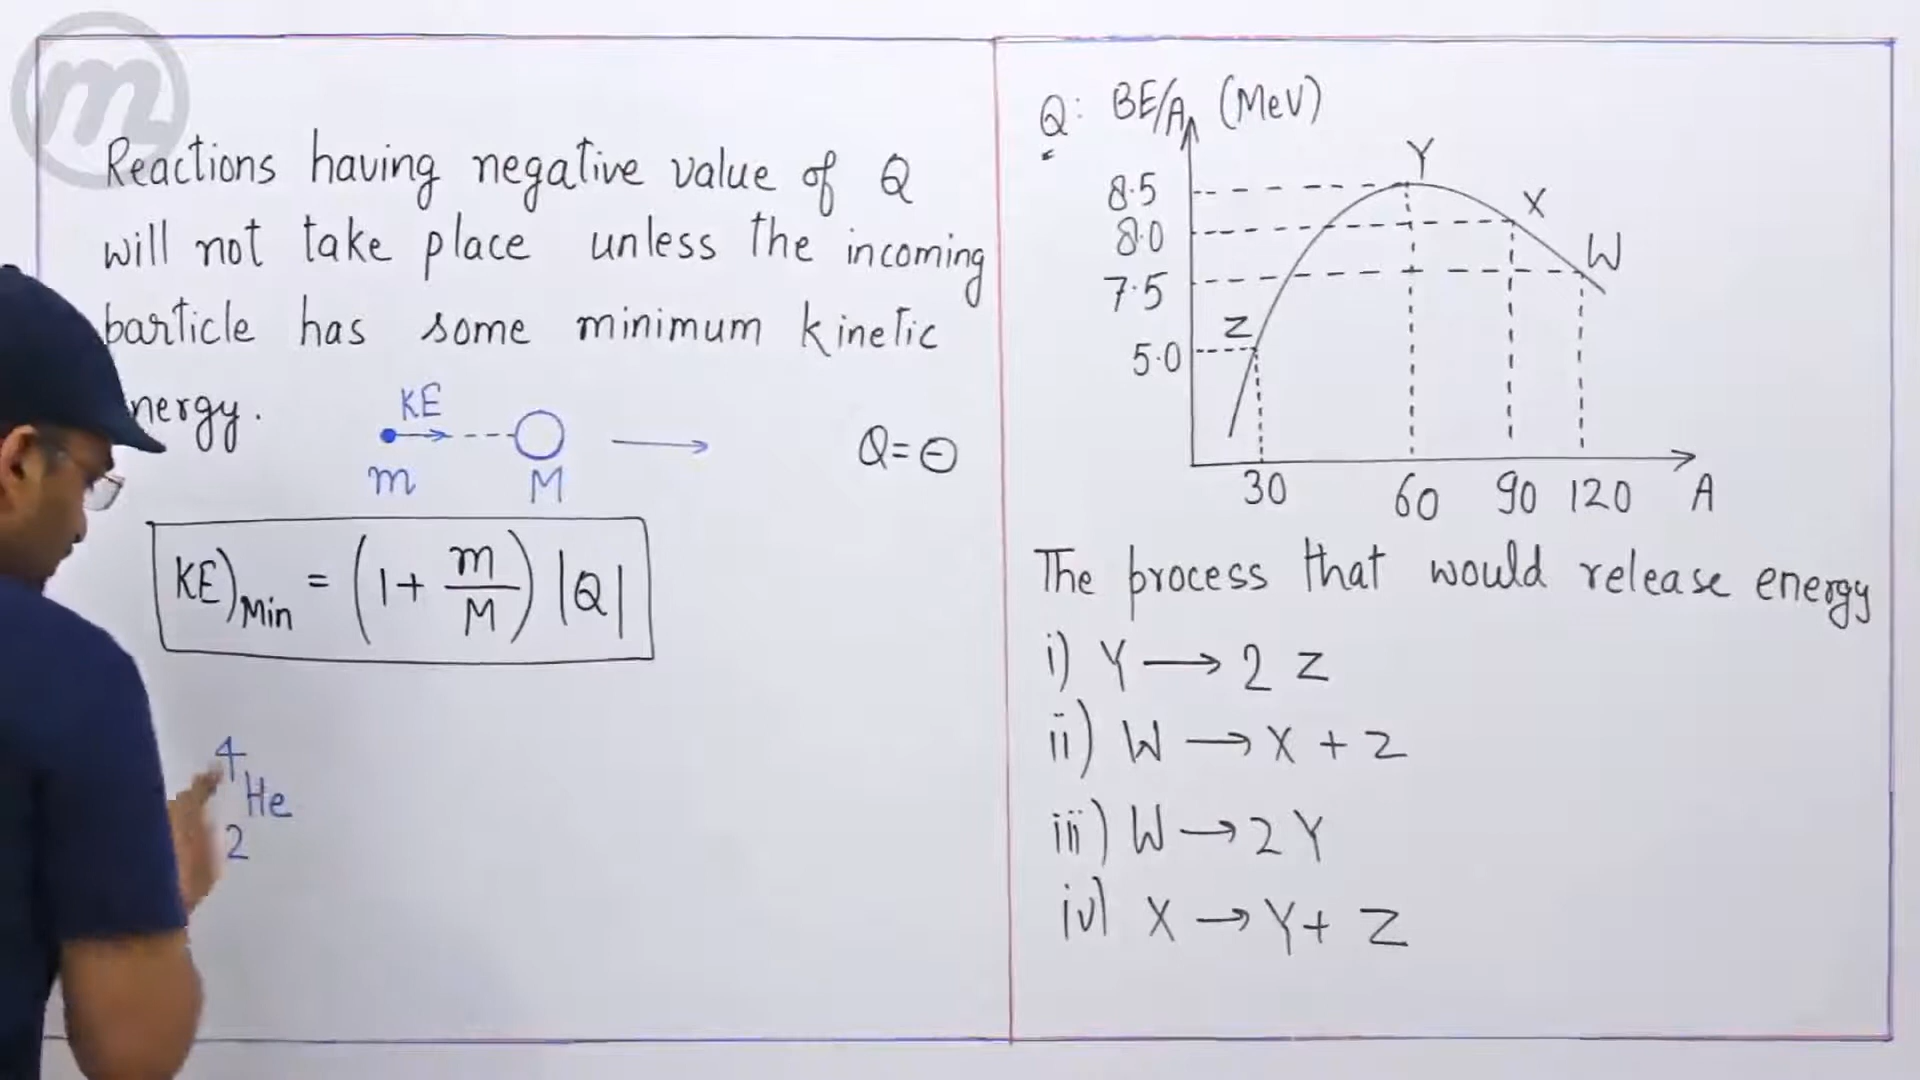 m
Reactions having negative value of Q
will not take place unless the incoming
particle has some minimum kinetic
nergy.
KE
m M
Q=⊖
KE)Min = (1+ m/M) |Q|
4
He
2
Q: BE/A (MeV)
Y
8.5
X
8.0
W
7.5
Z
5.0
30 60 90 120 A
The process that would release energy
i) Y → 2 Z
ii) W → X + Z
iii) W → 2 Y
iv) X → Y + Z